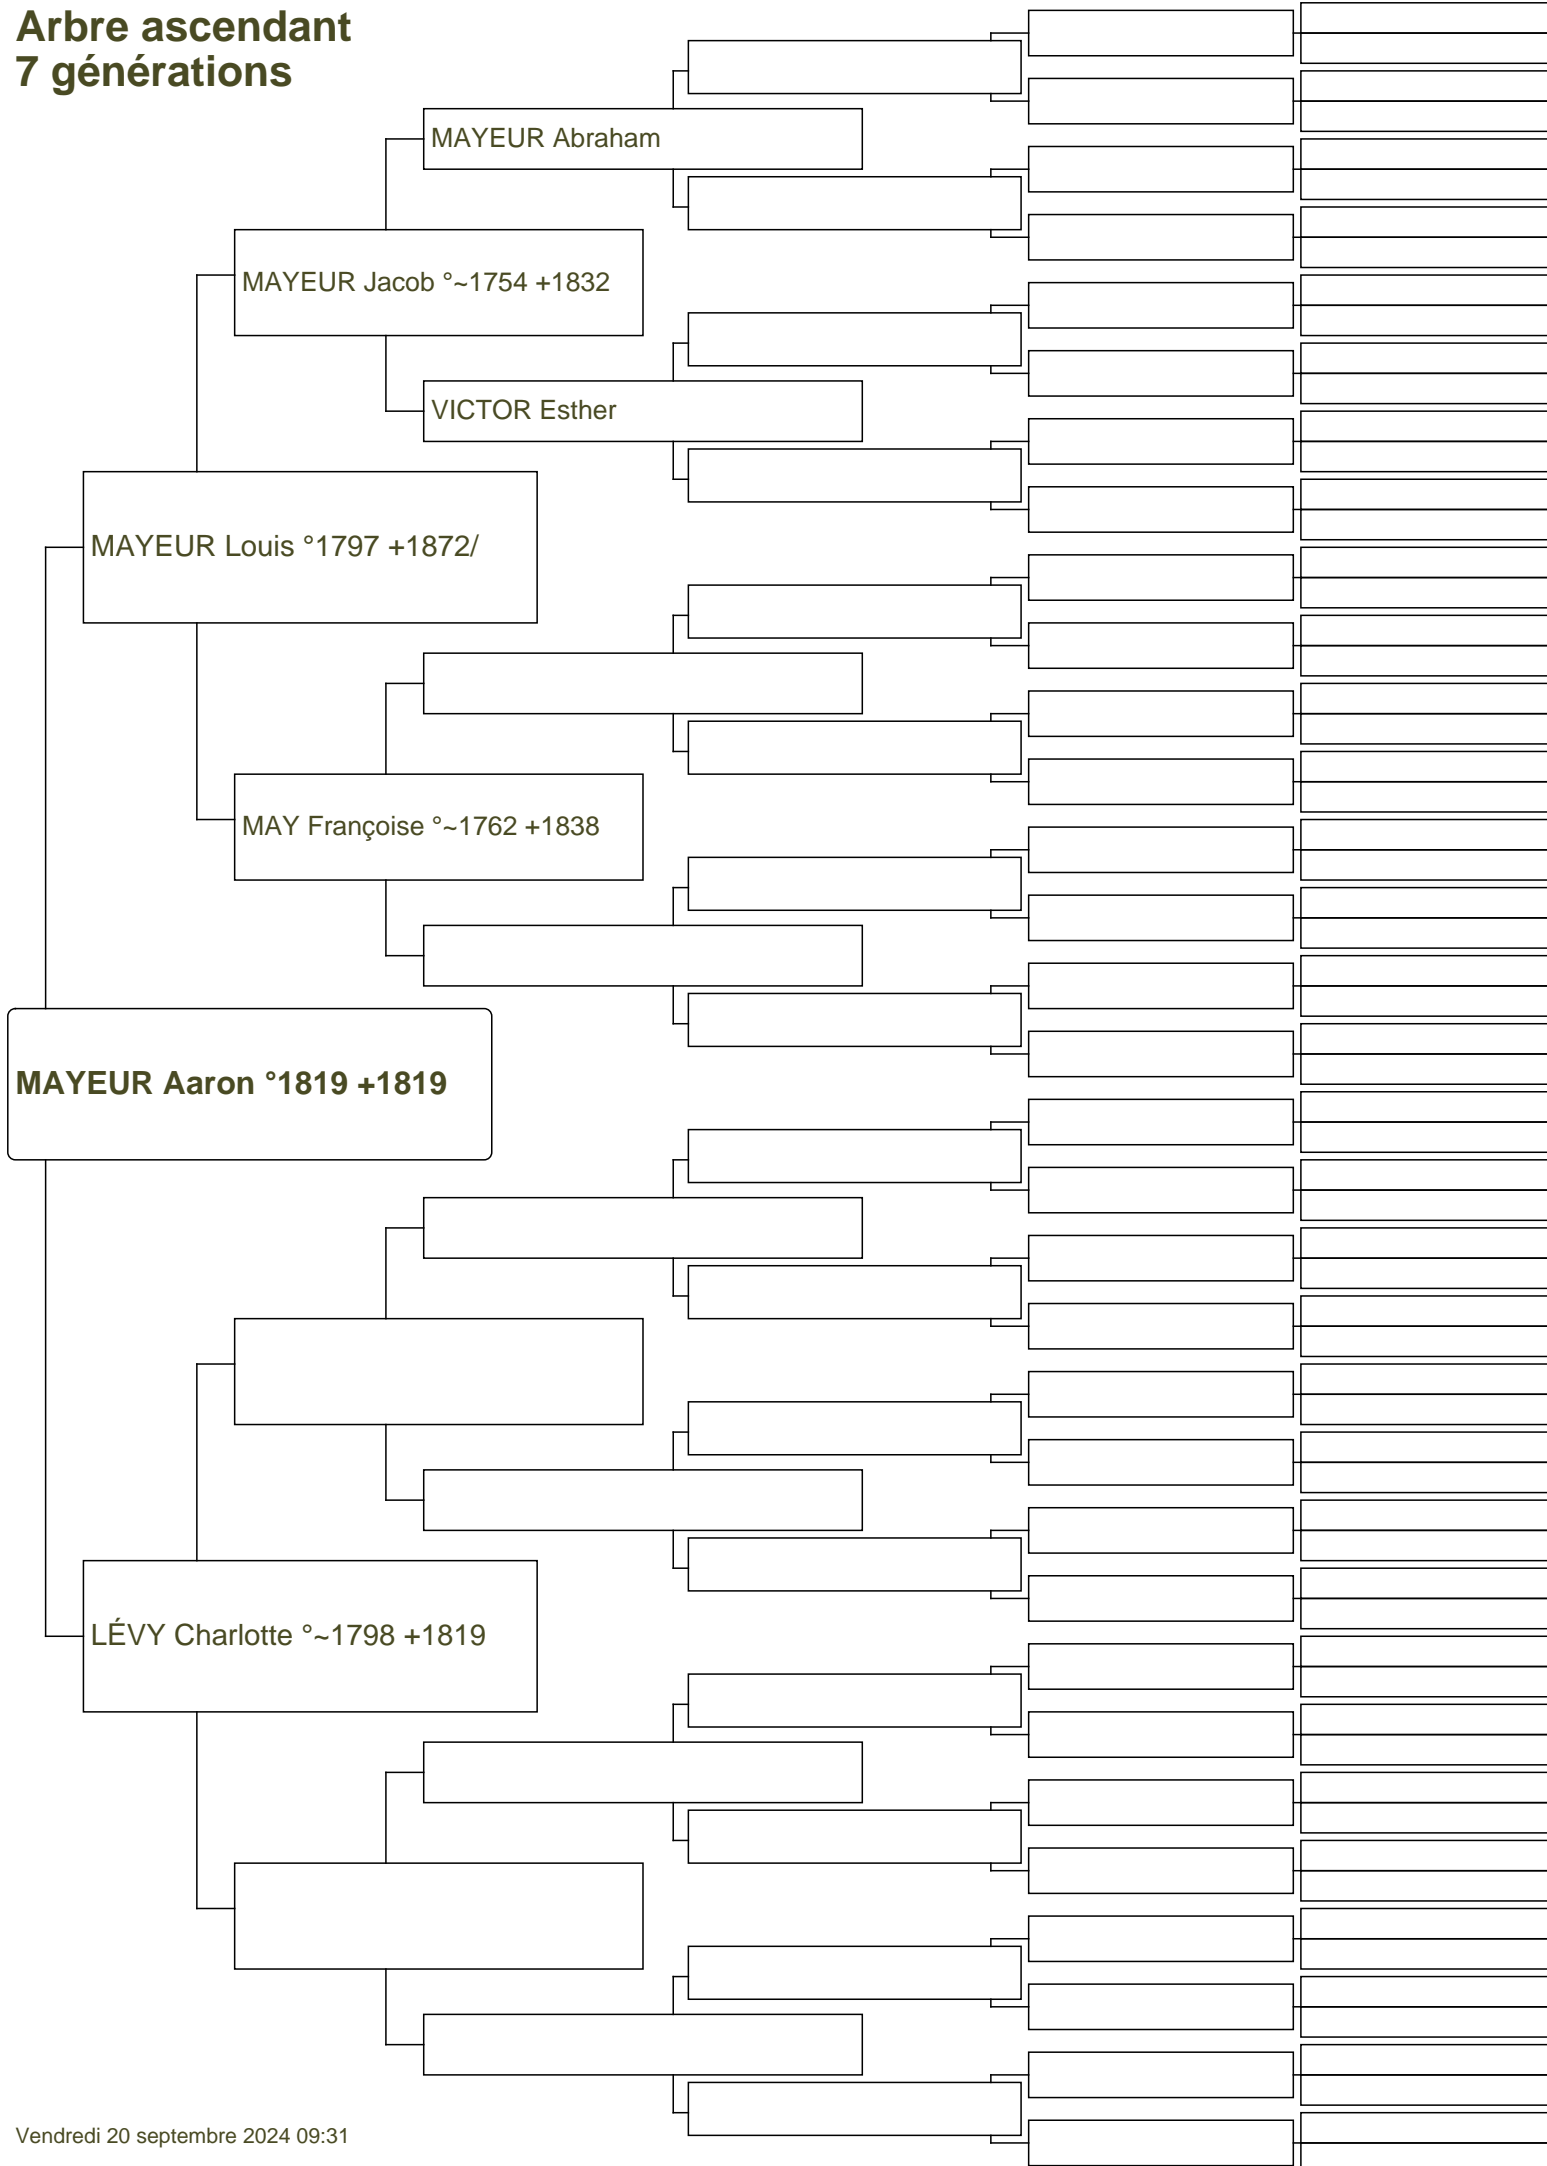 Arbre ascendant
7 générations
MAYEUR Abraham
MAYEUR Jacob °~1754 +1832
VICTOR Esther
MAYEUR Louis °1797 +1872/
MAY Françoise °~1762 +1838
MAYEUR Aaron °1819 +1819
LÉVY Charlotte °~1798 +1819
Vendredi 20 septembre 2024 09:31